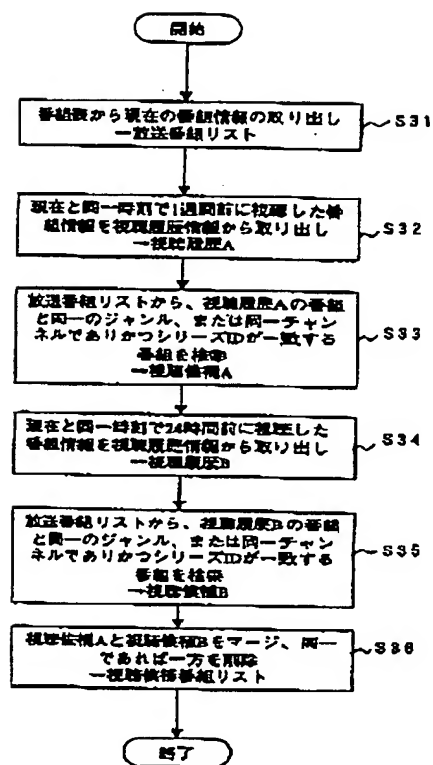 開始
番組表から現在の番組情報の取り出し
→放送番組リスト
S31
現在と同一時刻で1週間前に視聴した番
組情報を視聴履歴情報から取り出し
→視聴履歴A
S32
放送番組リストから、視聴履歴Aの番組
と同一のジャンル、または同一チャン
ネルでありかつシリーズIDが一致する
番組を検索
→視聴候補A
S33
現在と同一時刻で24時間前に視聴した
番組情報を視聴履歴情報から取り出し
→視聴履歴B
S34
放送番組リストから、視聴履歴Bの番組
と同一のジャンル、または同一チャン
ネルでありかつシリーズIDが一致する
番組を検索
→視聴候補B
S35
視聴候補Aと視聴候補Bをマージ、同一
であれば一方を削除
→視聴候補番組リスト
S36
終了